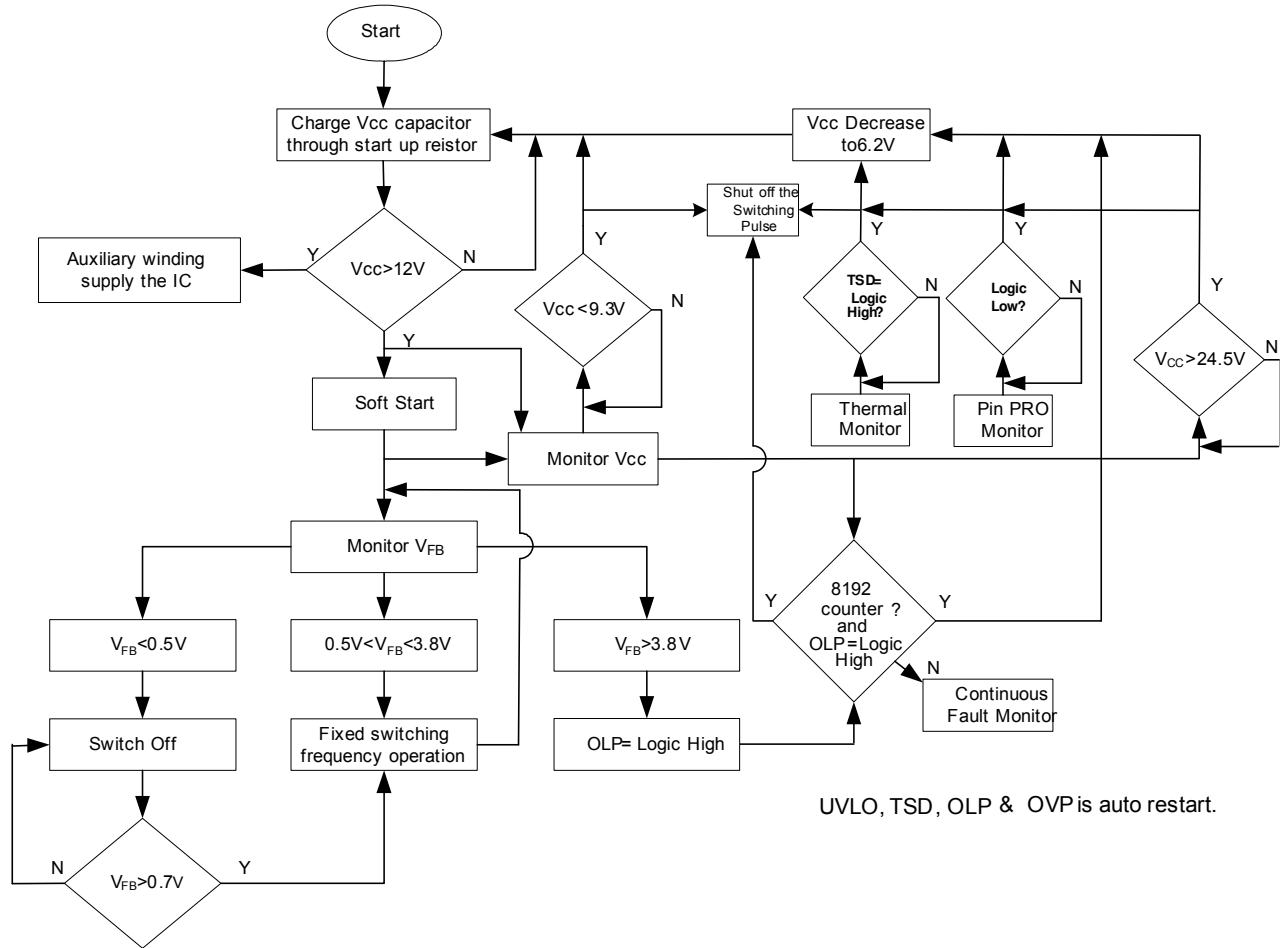 Start
Charge Vcc capacitor
through start up reistor
Vcc Decrease
to6.2V
Shut off the
Switching
Pulse
Auxiliary winding
supply the IC
Y
Vcc>12V
N
Y
Vcc<9.3V
N
Y
TSD=
Logic
High?
N
Y
Logic
Low?
N
Y
VCC>24.5V
N
Y
Soft Start
Thermal
Monitor
Pin PRO
Monitor
Monitor Vcc
Monitor VFB
VFB<0.5V
0.5V<VFB<3.8V
VFB>3.8V
Y
8192
counter ?
and
OLP=Logic
High
Y
N
Continuous
Fault Monitor
Switch Off
Fixed switching
frequency operation
OLP= Logic High
UVLO, TSD, OLP & OVP is auto restart.
N
VFB>0.7V
Y